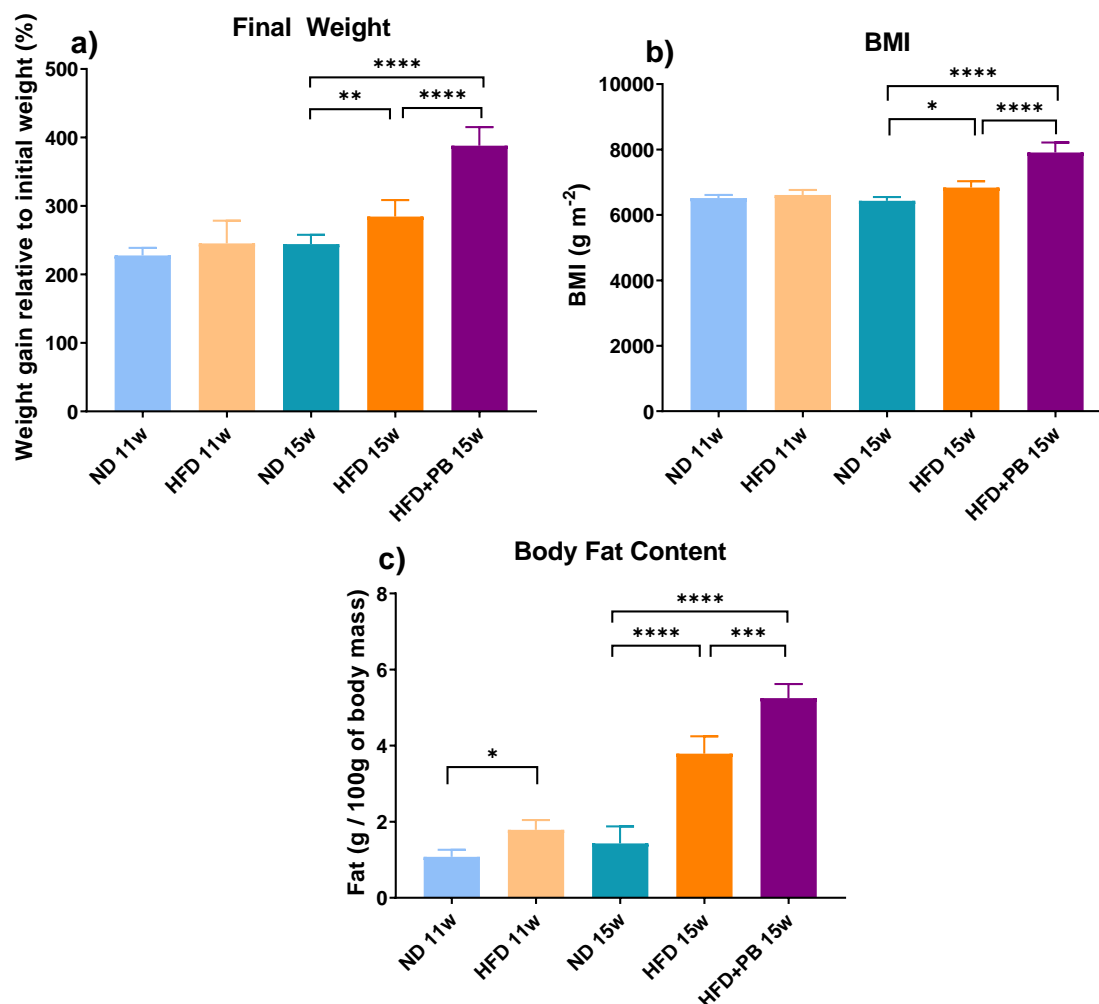 a)
Final Weight
Weight gain relative to initial weight (%)
500
400
300
200
100
0
****
**
****
ND 11w
HFD 11w
ND 15w
HFD 15w
HFD+PB 15w
b)
BMI
BMI (g m-2)
10000
8000
6000
4000
2000
0
****
*
****
ND 11w
HFD 11w
ND 15w
HFD 15w
HFD+PB 15w
c)
Body Fat Content
Fat (g / 100g of body mass)
8
6
4
2
0
****
****
***
*
ND 11w
HFD 11w
ND 15w
HFD 15w
HFD+PB 15w